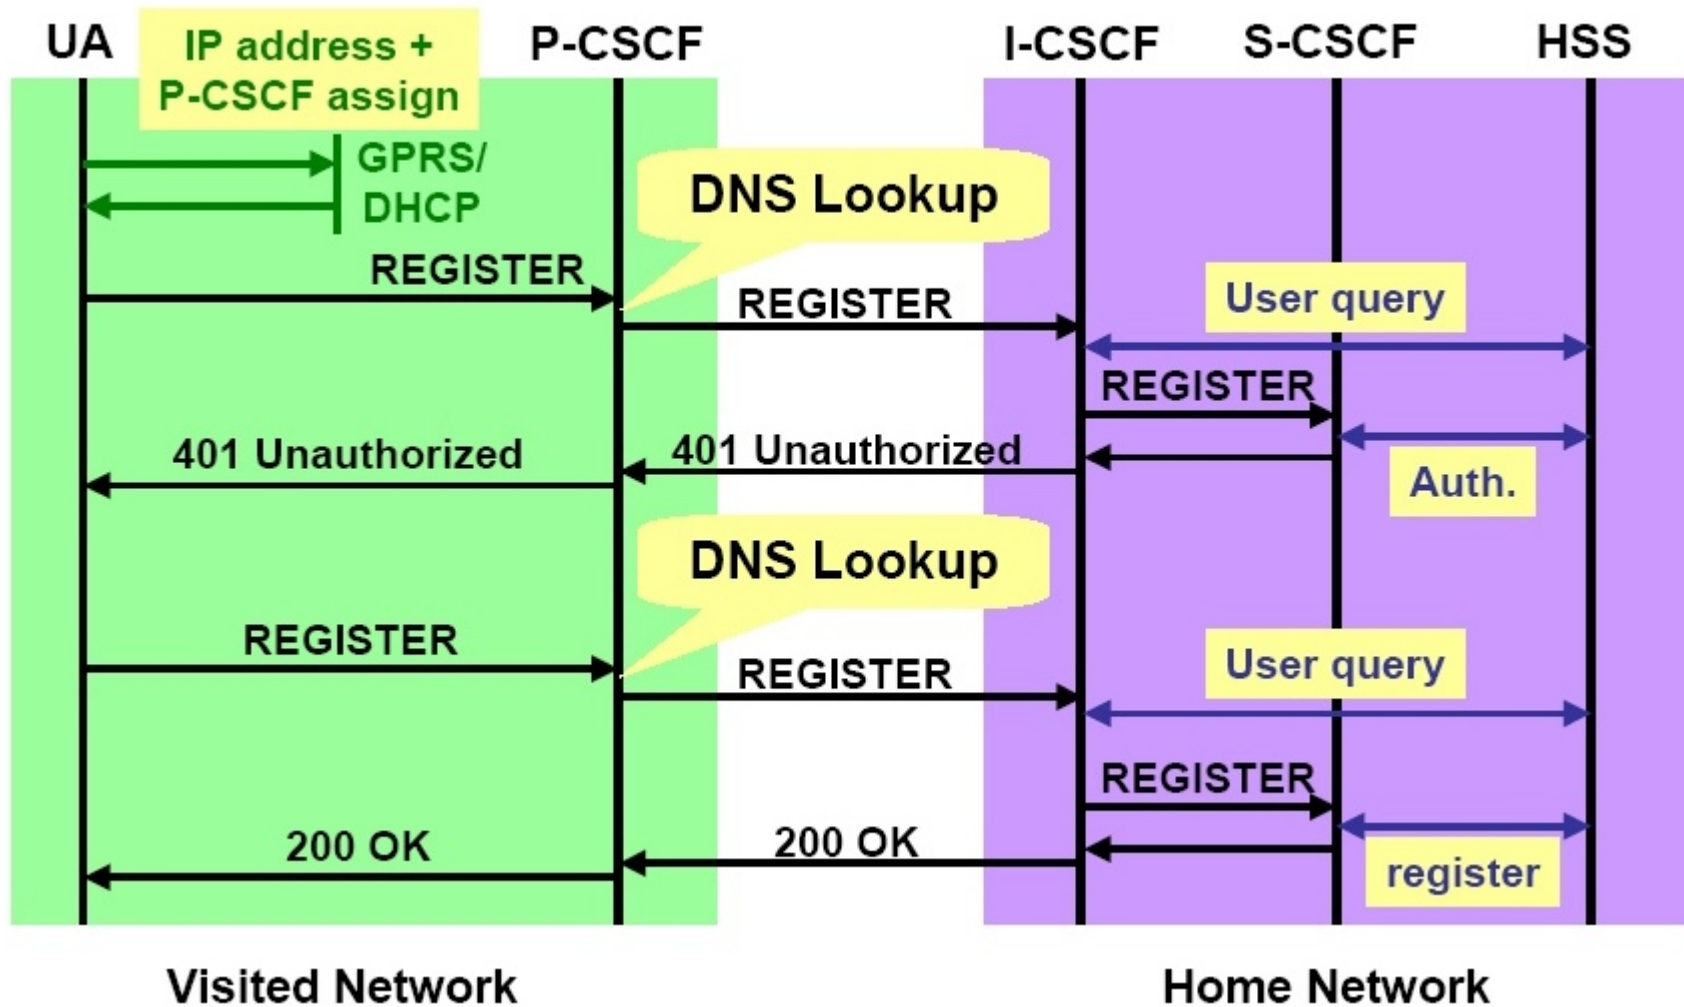 UA
IP address +
P-CSCF assign
P-CSCF
I-CSCF
S-CSCF
HSS
GPRS/
DHCP
DNS Lookup
REGISTER
REGISTER
User query
REGISTER
401 Unauthorized
401 Unauthorized
Auth.
DNS Lookup
REGISTER
REGISTER
User query
REGISTER
200 OK
200 OK
register
Visited Network
Home Network